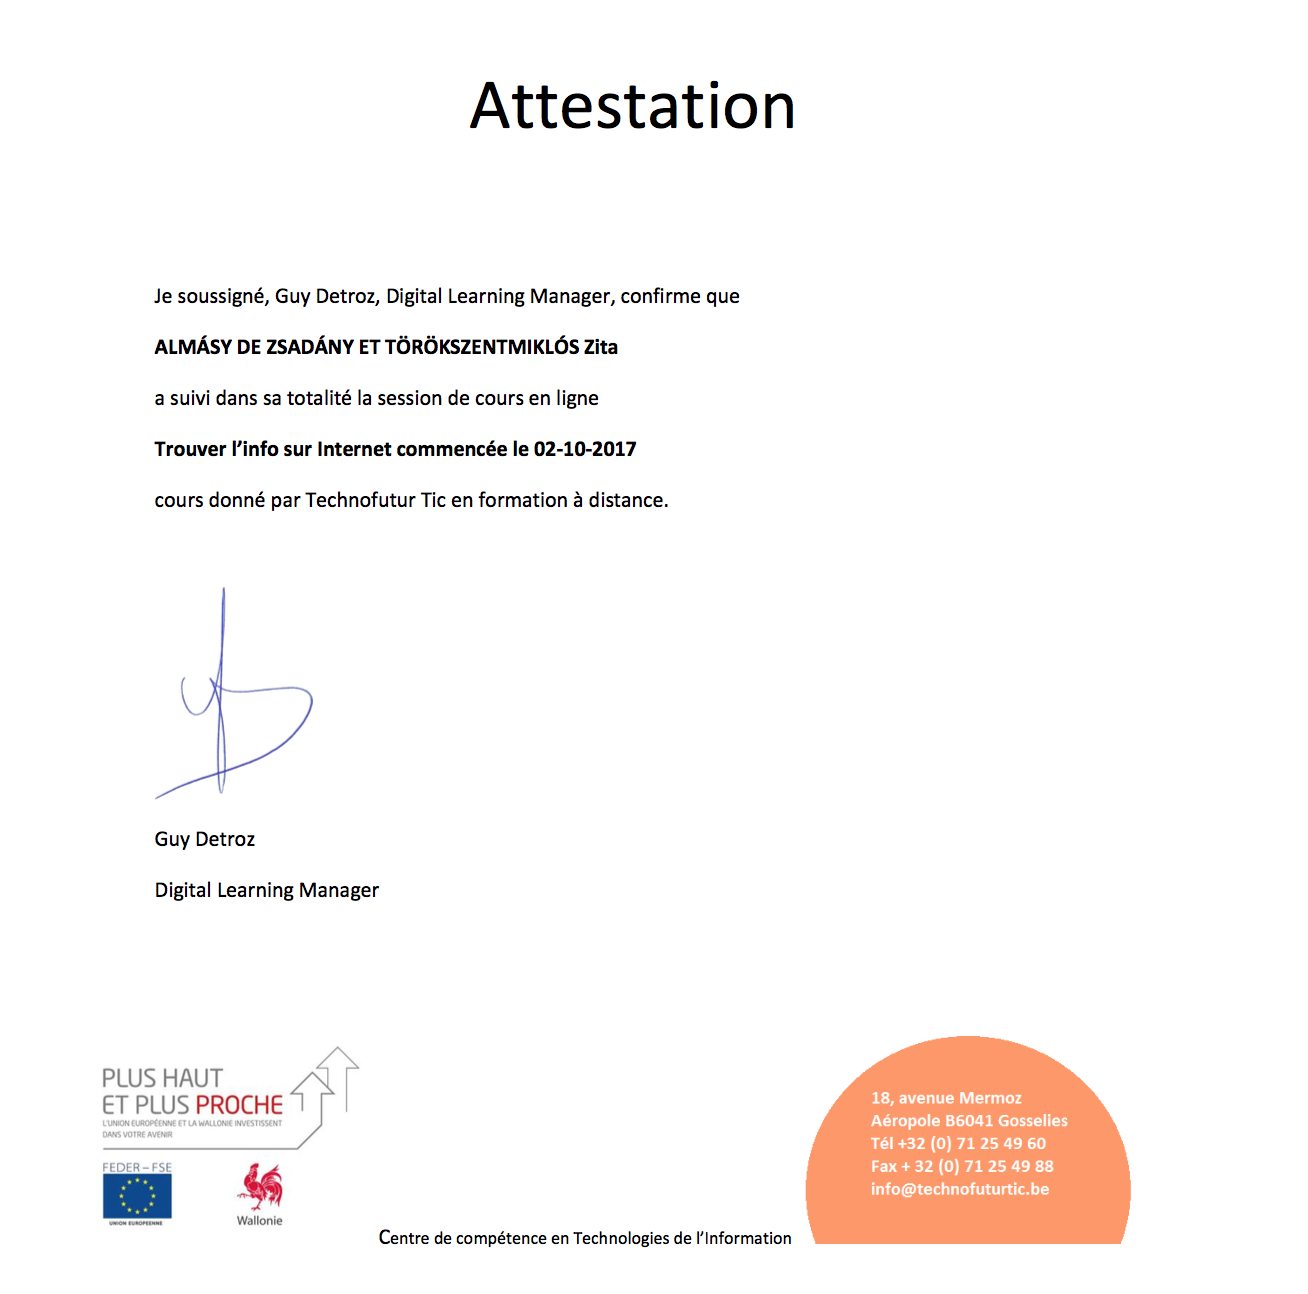 Attestation
Je soussigné, Guy Detroz, Digital Learning Manager, confirme que
ALMÁSY DE ZSADÁNY ET TÖRÖKSZENTMIKLÓS Zita
a suivi dans sa totalité la session de cours en ligne
Trouver l’info sur Internet commencée le 02-10-2017
cours donné par Technofutur Tic en formation à distance.
Guy Detroz
Digital Learning Manager
PLUS HAUT
ET PLUS PROCHE
L'UNION EUROPÉENNE ET LA WALLONIE INVESTISSENT
DANS VOTRE AVENIR
FEDER – FSE
UNION EUROPEENNE
Wallonie
Centre de compétence en Technologies de l’Information
18, avenue Mermoz
Aéropole B6041 Gosselies
Tél +32 (0) 71 25 49 60
Fax + 32 (0) 71 25 49 88
info@technofuturtic.be